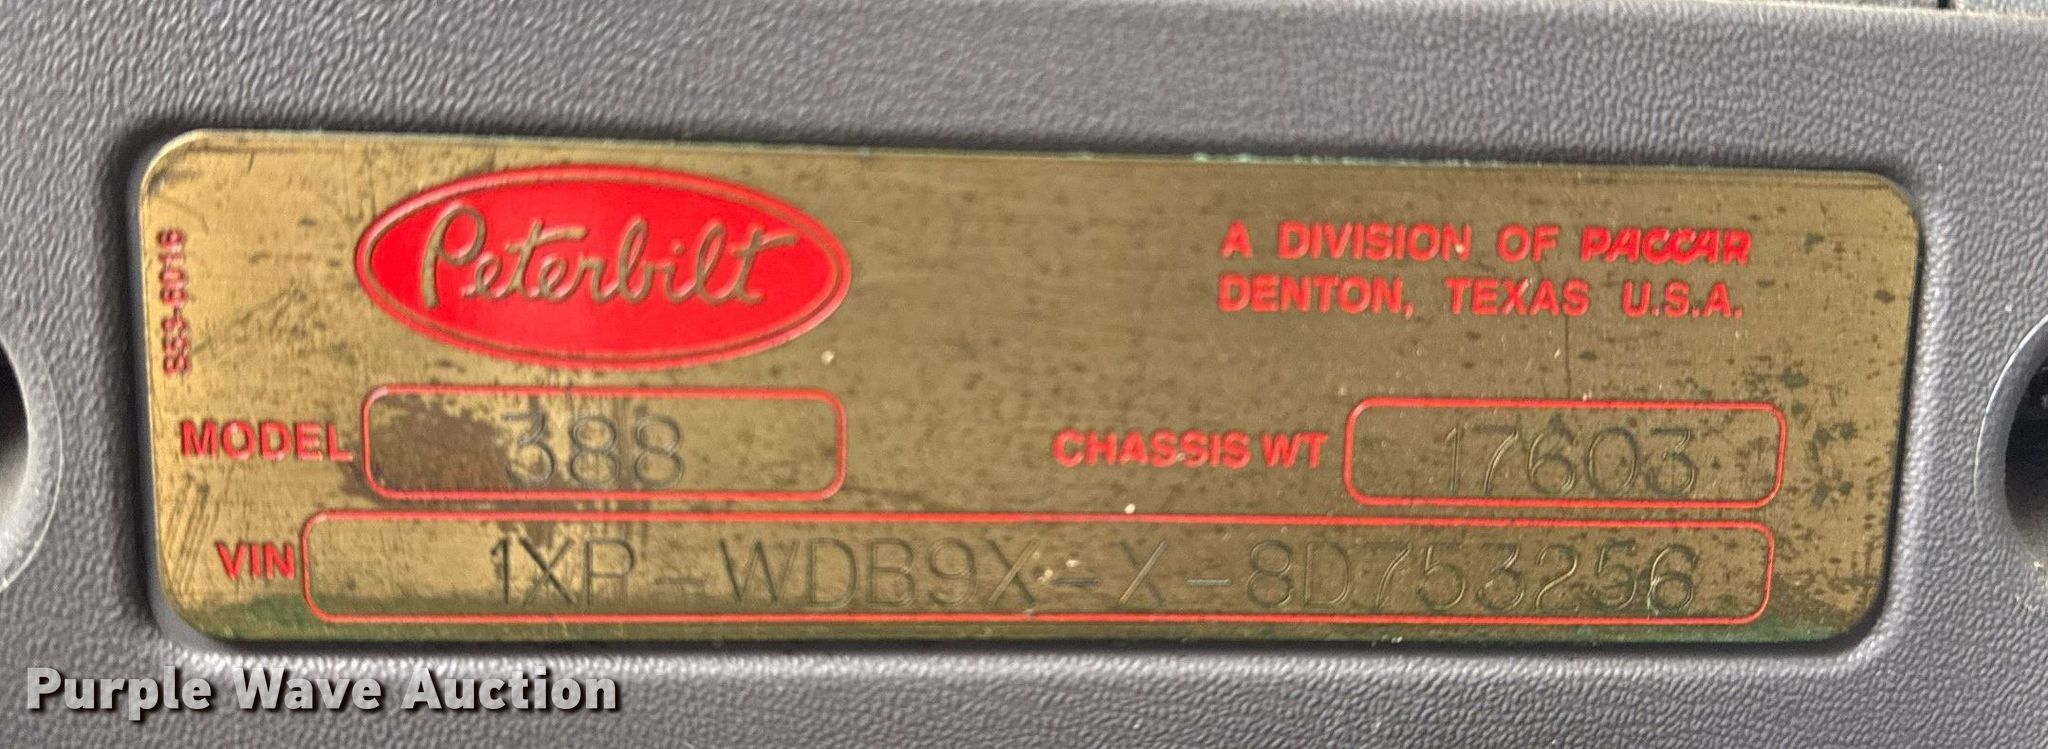 Peterbilt
A DIVISION OF PACCAR
DENTON, TEXAS U.S.A.
S53-6016
MODEL 388
CHASSIS WT 17603
VIN 1XP-WDB9X-X-8D753256
Purple Wave Auction